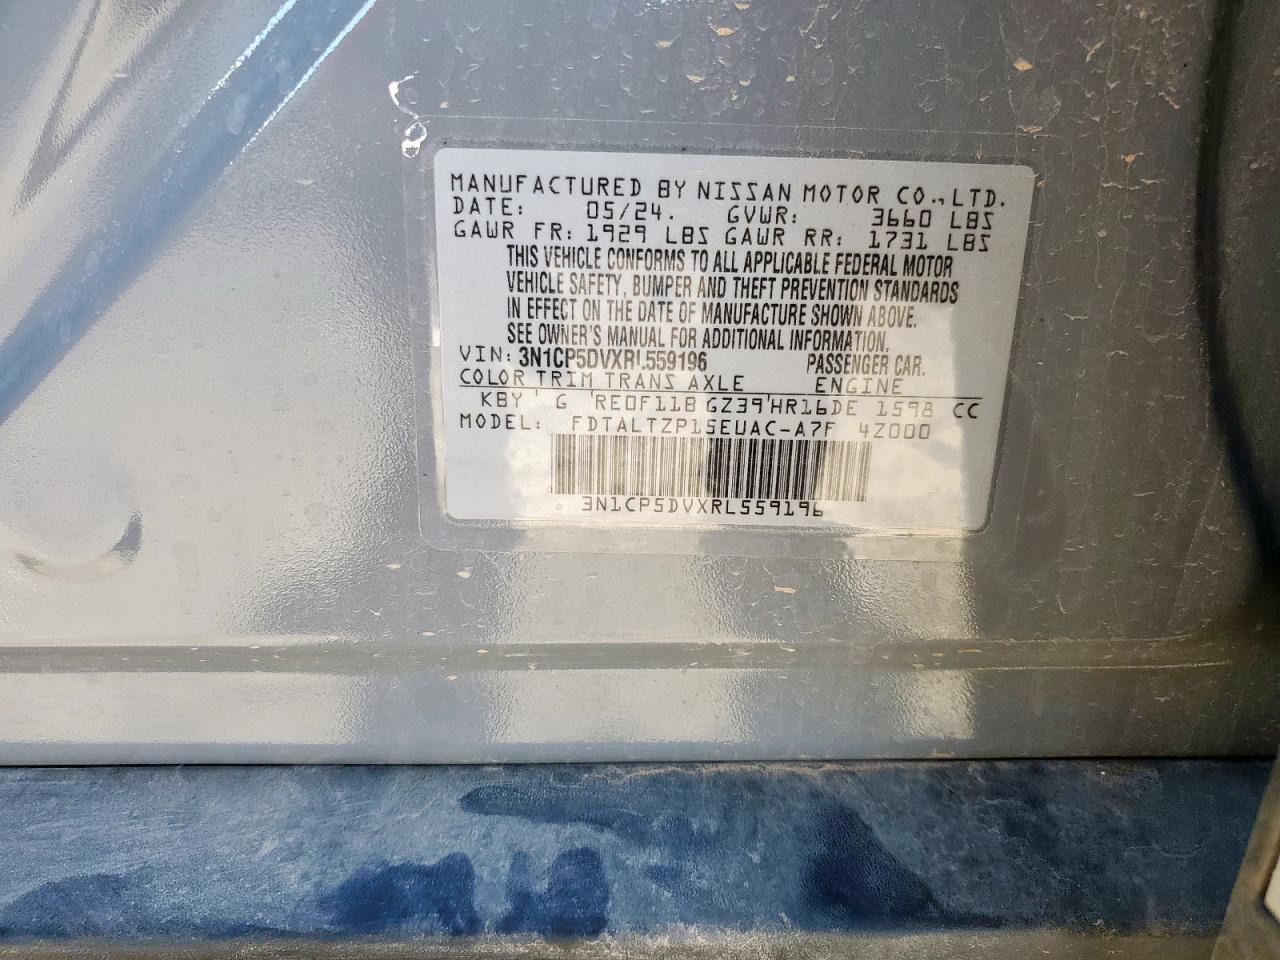 MANUFACTURED BY NISSAN MOTOR CO.,LTD.
DATE: 05/24. GVWR: 3660 LBS
GAWR FR: 1929 LBS GAWR RR: 1731 LBS
THIS VEHICLE CONFORMS TO ALL APPLICABLE FEDERAL MOTOR
VEHICLE SAFETY, BUMPER AND THEFT PREVENTION STANDARDS
IN EFFECT ON THE DATE OF MANUFACTURE SHOWN ABOVE.
SEE OWNER'S MANUAL FOR ADDITIONAL INFORMATION.
VIN: 3N1CP5DVXRL559196 PASSENGER CAR.
COLOR TRIM TRANS AXLE ENGINE
KBY G RE0F11B GZ39 HR16DE 1598 CC
MODEL: FDTALTZP15EUAC-A7F 4Z000
3N1CP5DVXRL559196